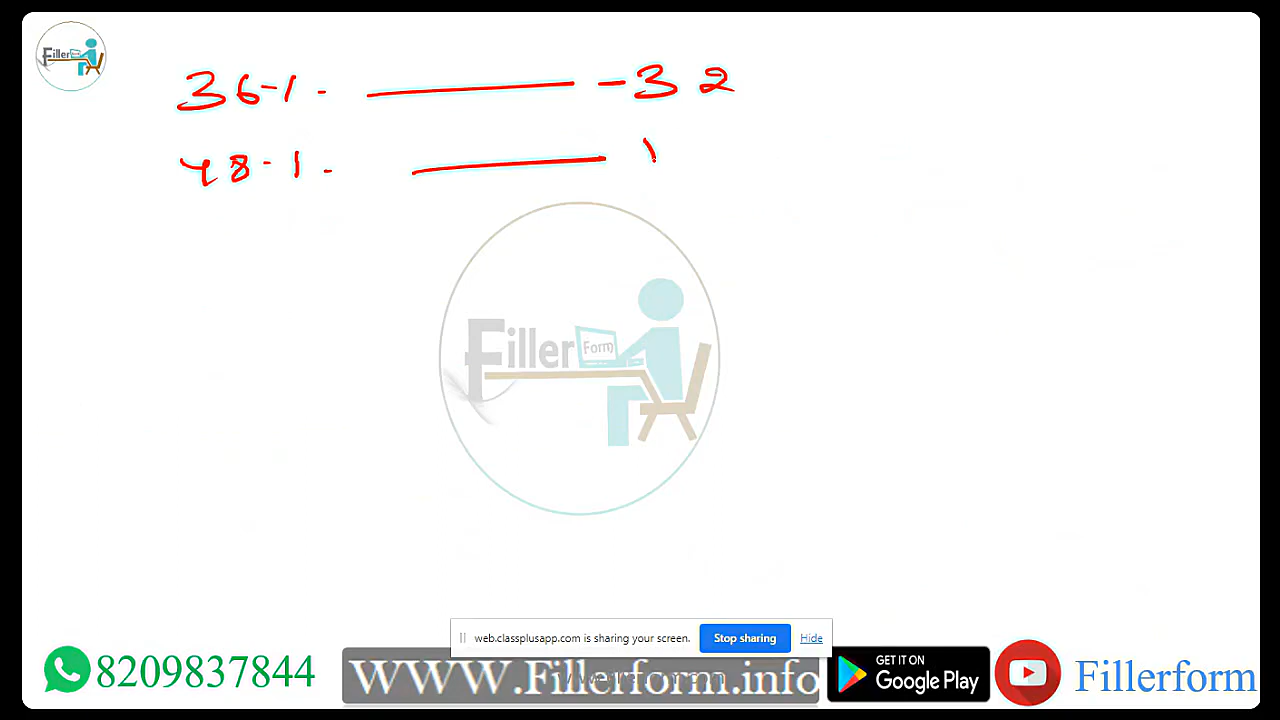 Filler
36-1. — -32
48-1. — 1
Filler Form
web.classplusapp.com is sharing your screen. Stop sharing Hide
8209837844 WWW.Fillerform.info GET IT ON Google Play Fillerform